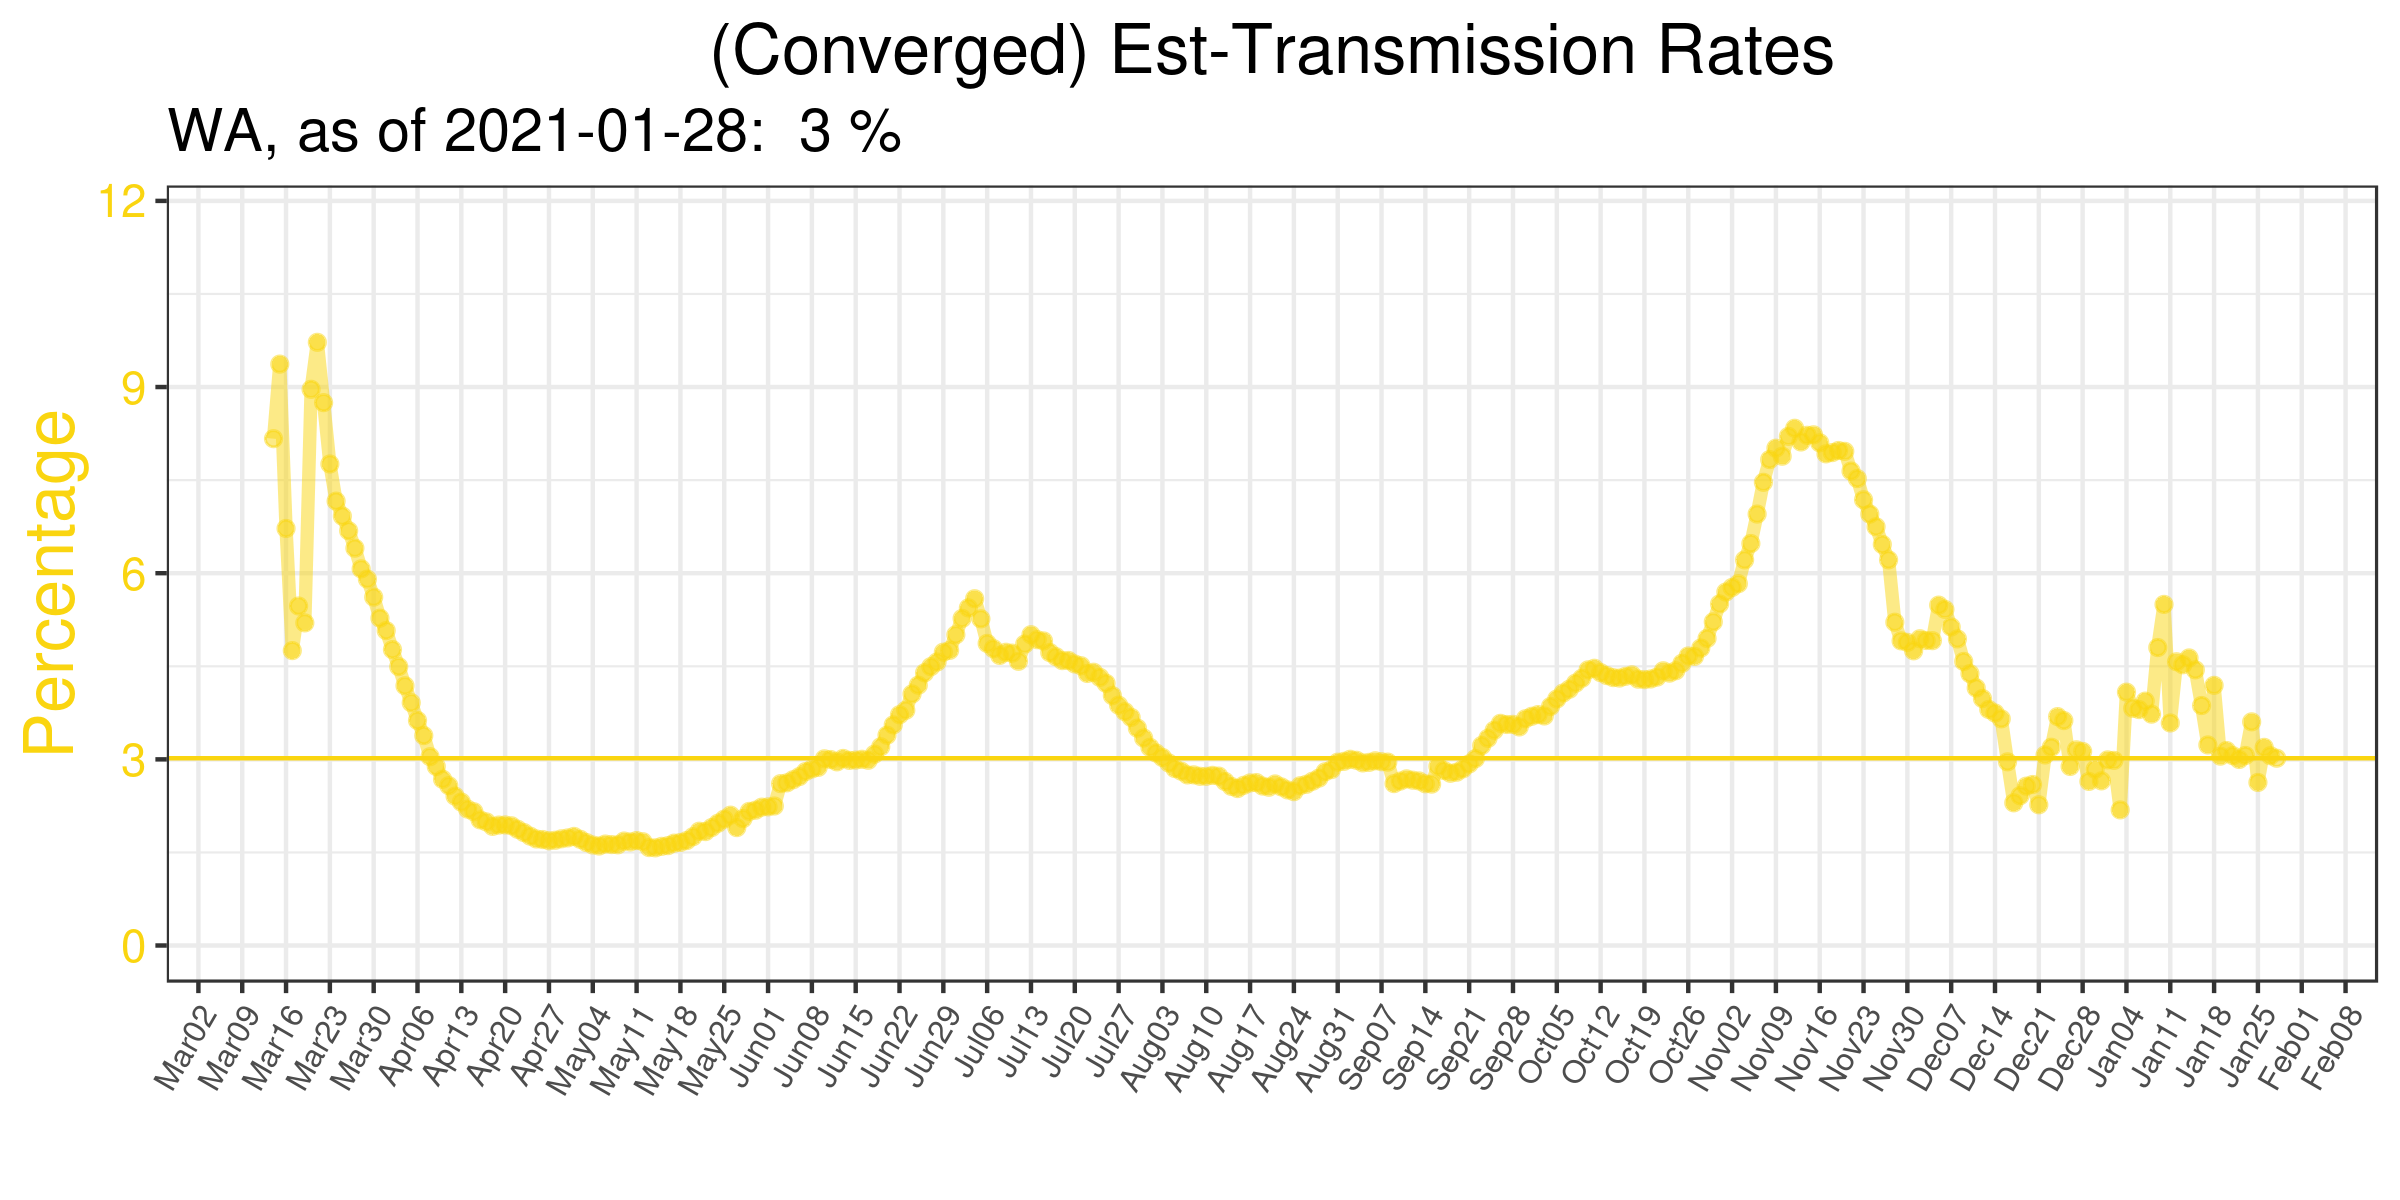 (Converged) Est-Transmission Rates
WA, as of 2021-01-28:  3 %
Percentage
12
9
6
3
0
Mar02 Mar09 Mar16 Mar23 Mar30 Apr06 Apr13 Apr20 Apr27 May04 May11 May18 May25 Jun01 Jun08 Jun15 Jun22 Jun29 Jul06 Jul13 Jul20 Jul27 Aug03 Aug10 Aug17 Aug24 Aug31 Sep07 Sep14 Sep21 Sep28 Oct05 Oct12 Oct19 Oct26 Nov02 Nov09 Nov16 Nov23 Nov30 Dec07 Dec14 Dec21 Dec28 Jan04 Jan11 Jan18 Jan25 Feb01 Feb08